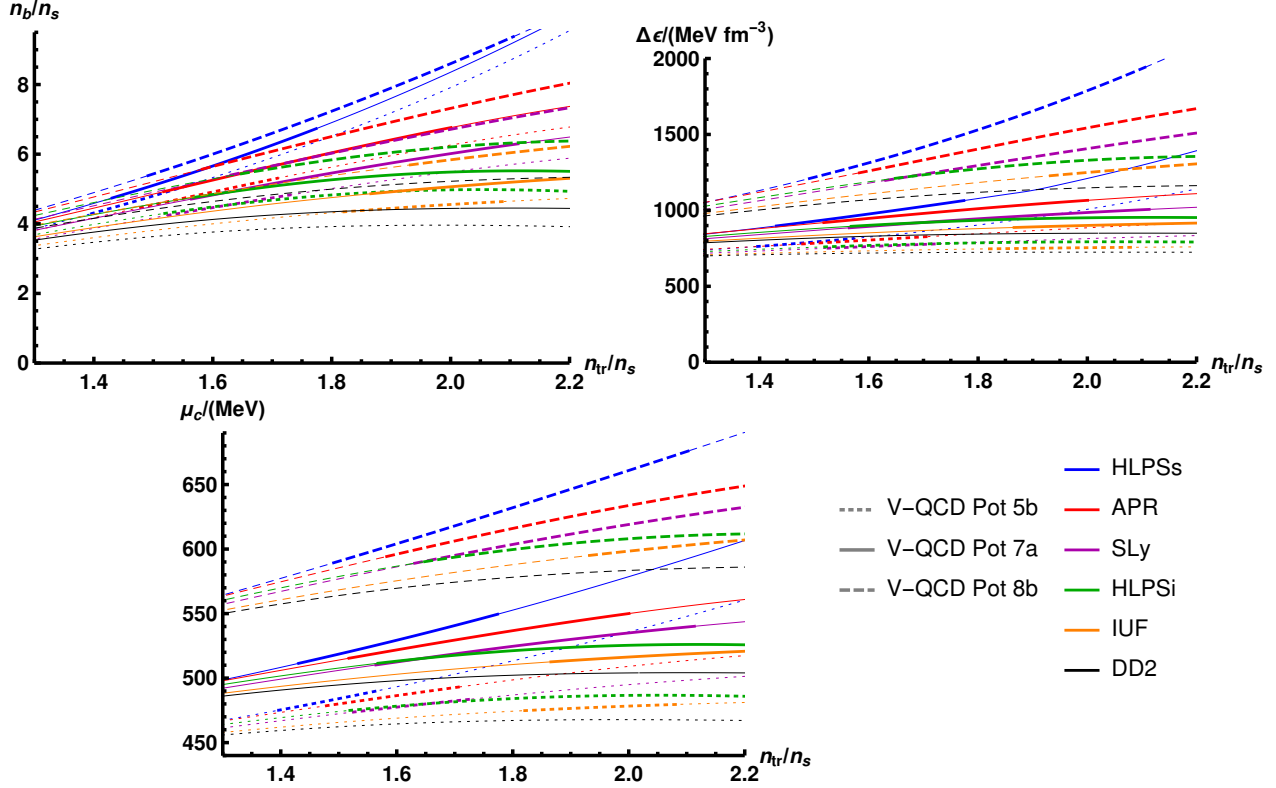 n_b/n_s
8
6
4
2
0
1.4 1.6 1.8 2.0 2.2
n_tr/n_s
Δϵ/(MeV fm⁻³)
2000
1500
1000
500
0
1.4 1.6 1.8 2.0 2.2
n_tr/n_s
μ_c/(MeV)
650
600
550
500
450
1.4 1.6 1.8 2.0 2.2
n_tr/n_s
V−QCD Pot 5b
V−QCD Pot 7a
V−QCD Pot 8b
HLPSs
APR
SLy
HLPSi
IUF
DD2